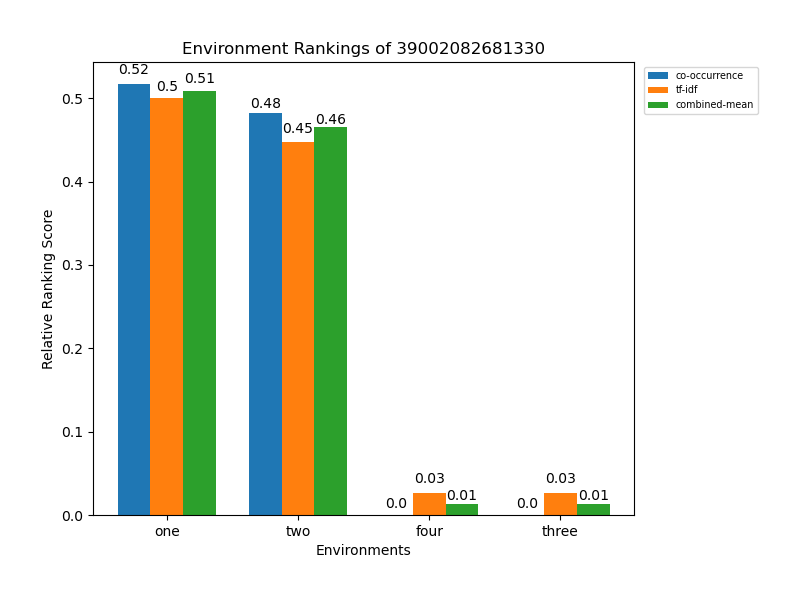 Environment Rankings of 39002082681330
co-occurrence
tf-idf
combined-mean
Relative Ranking Score
0.5
0.4
0.3
0.2
0.1
0.0
0.52
0.5
0.51
0.48
0.45
0.46
0.0
0.03
0.01
0.0
0.03
0.01
one two four three
Environments